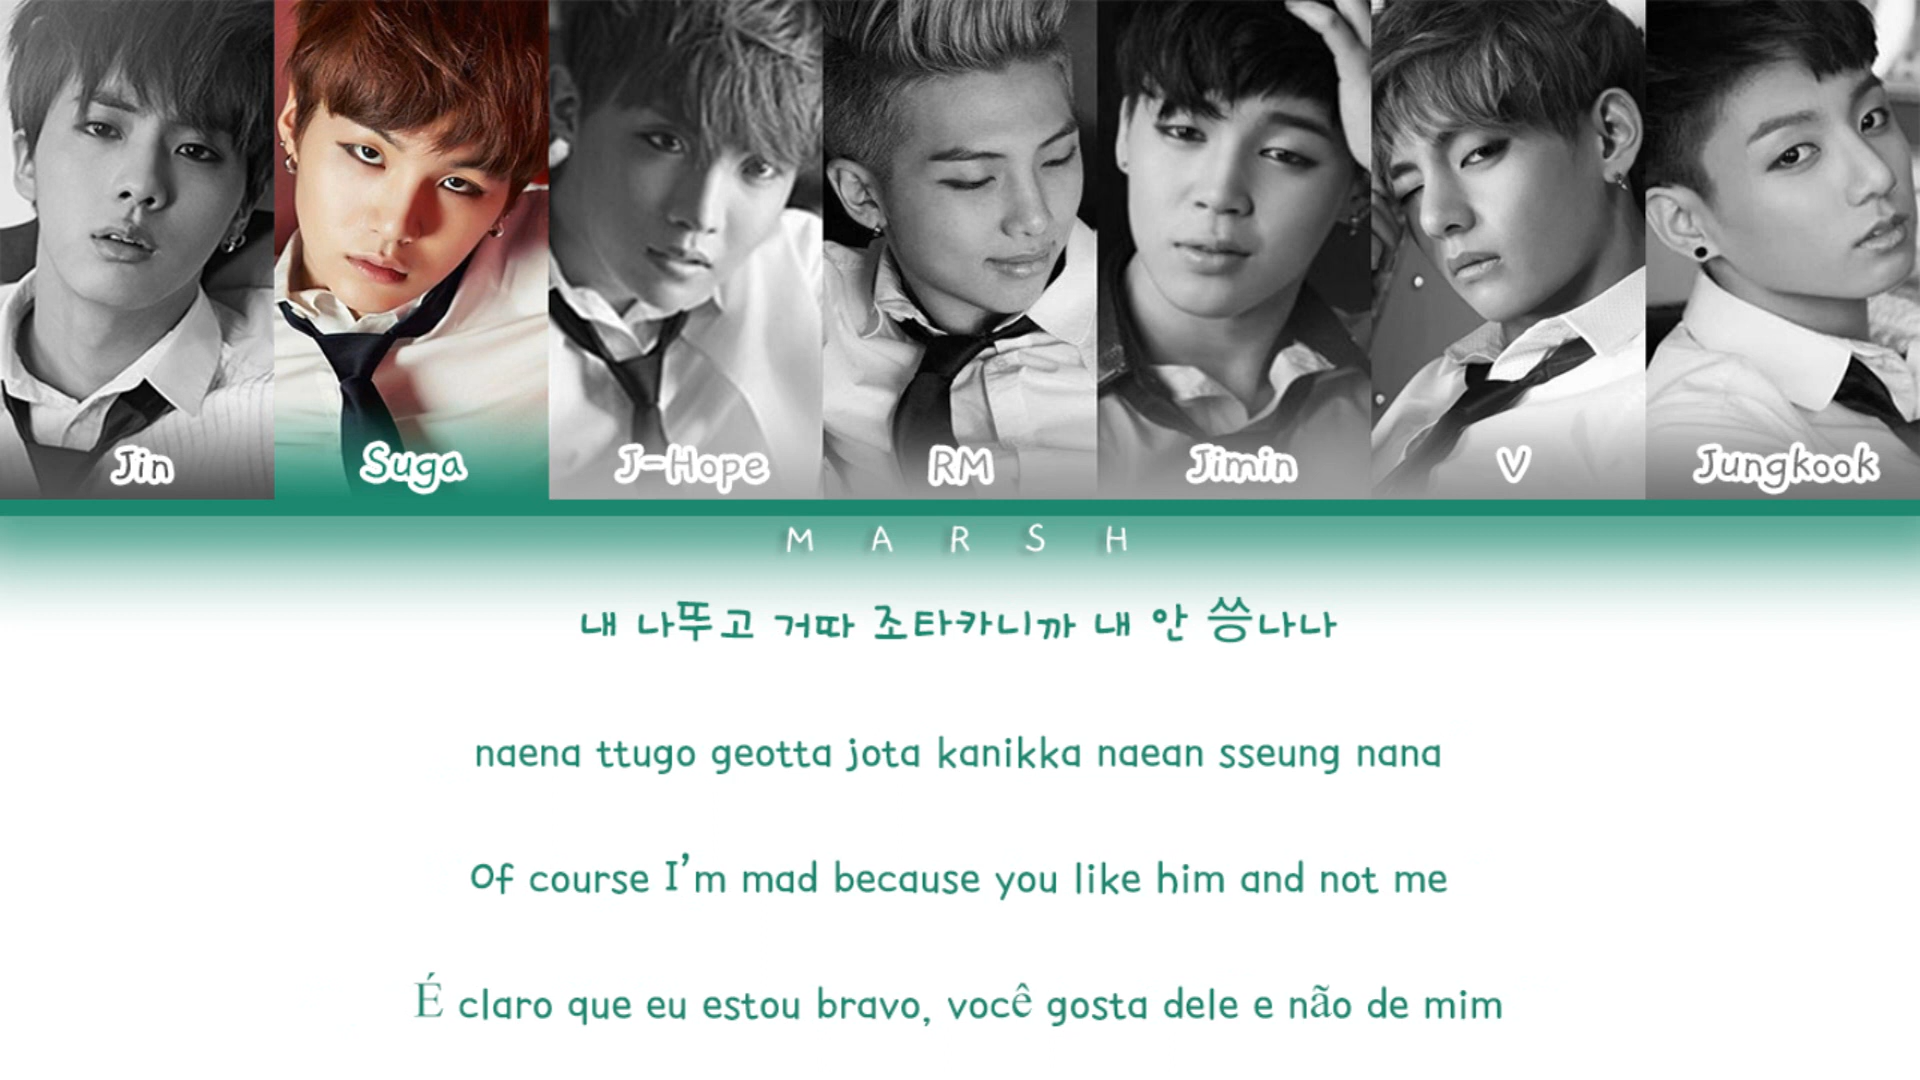 Jin Suga J-Hope RM Jimin V Jungkook
M A R S H
내 나뚜고 거따 조타카니까 내 안 씅나나
naena ttugo geotta jota kanikka naean sseung nana
Of course I'm mad because you like him and not me
É claro que eu estou bravo, você gosta dele e não de mim